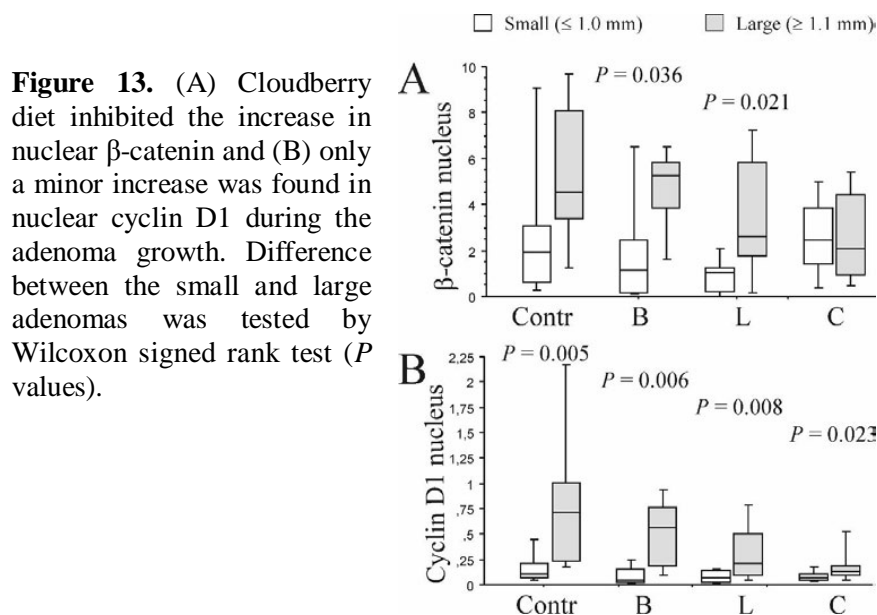 Figure 13. (A) Cloudberry
diet inhibited the increase in
nuclear β-catenin and (B) only
a minor increase was found in
nuclear cyclin D1 during the
adenoma growth. Difference
between the small and large
adenomas was tested by
Wilcoxon signed rank test (P
values).
Small (≤ 1.0 mm) Large (≥ 1.1 mm)
A
β-catenin nucleus
10
8
6
4
2
0
P = 0.036
P = 0.021
Contr B L C
B
Cyclin D1 nucleus
2,25
2
1,75
1,5
1,25
1
,75
,5
,25
0
P = 0.005
P = 0.006
P = 0.008
P = 0.023
Contr B L C